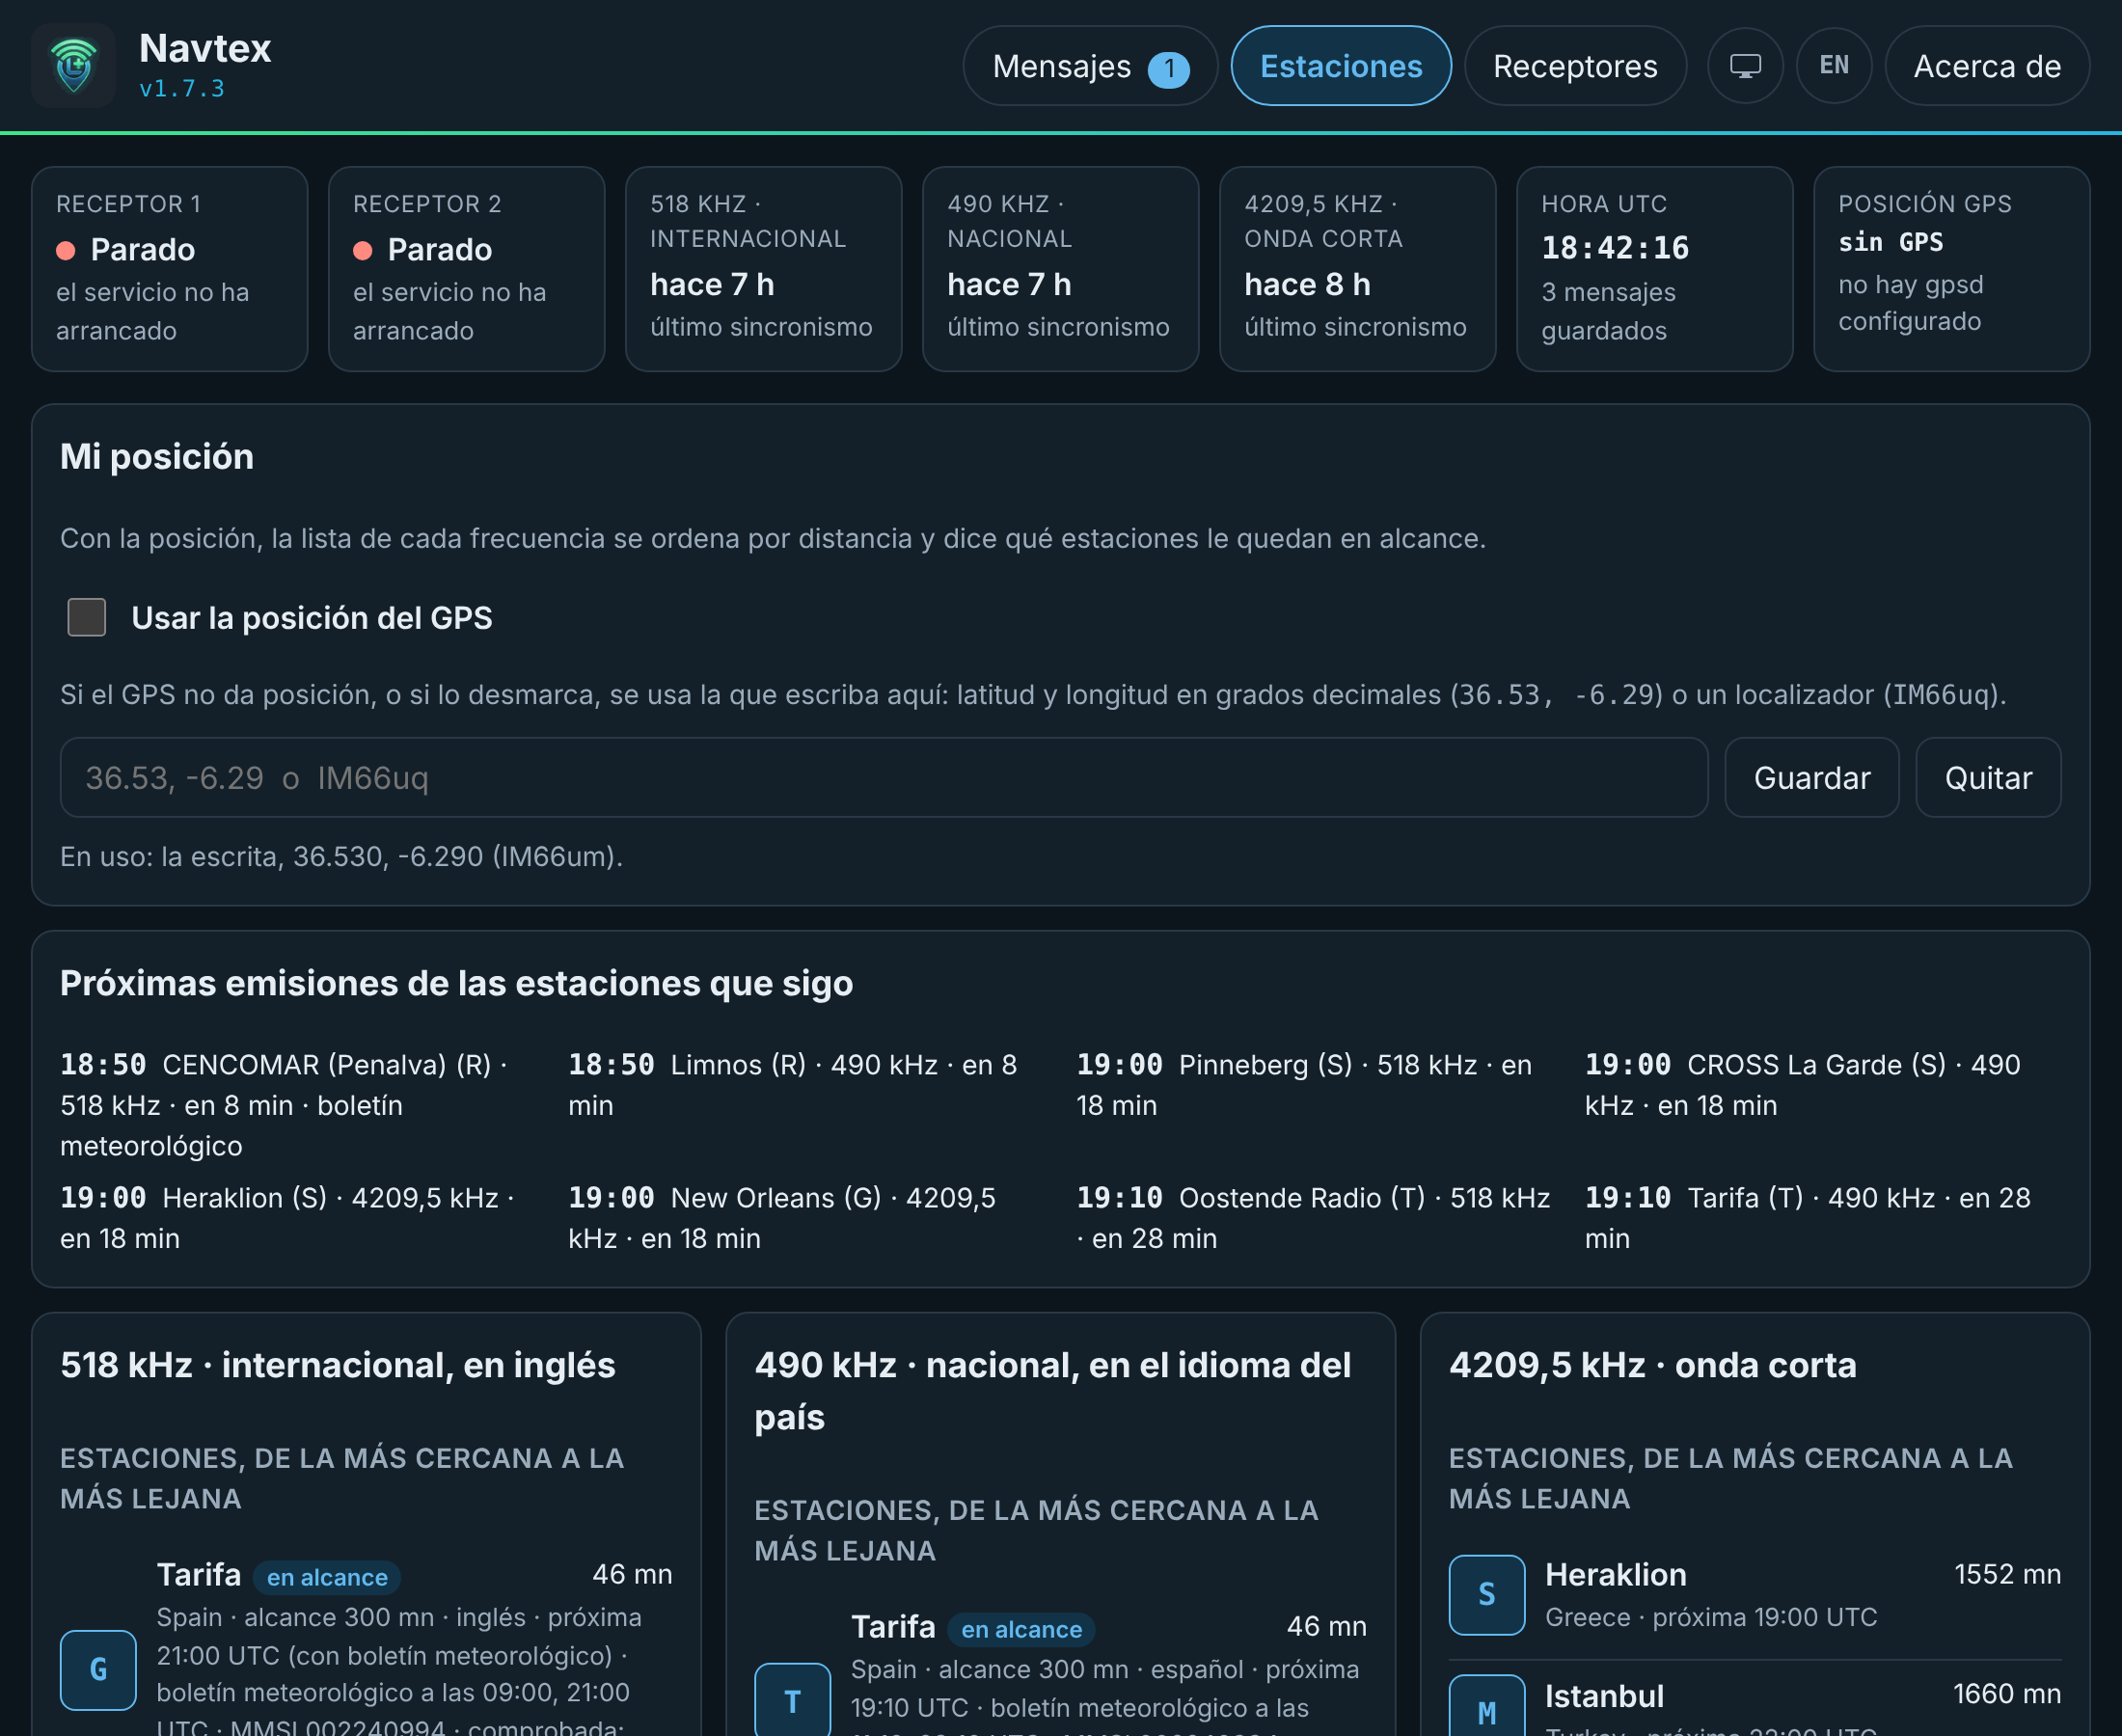 Navtex
v1.7.3
Mensajes 1
Estaciones
Receptores
EN
Acerca de
RECEPTOR 1
Parado
el servicio no ha
arrancado
RECEPTOR 2
Parado
el servicio no ha
arrancado
518 KHZ ·
INTERNACIONAL
hace 7 h
último sincronismo
490 KHZ ·
NACIONAL
hace 7 h
último sincronismo
4209,5 KHZ ·
ONDA CORTA
hace 8 h
último sincronismo
HORA UTC
18:42:16
3 mensajes
guardados
POSICIÓN GPS
sin GPS
no hay gpsd
configurado
Mi posición
Con la posición, la lista de cada frecuencia se ordena por distancia y dice qué estaciones le quedan en alcance.
Usar la posición del GPS
Si el GPS no da posición, o si lo desmarca, se usa la que escriba aquí: latitud y longitud en grados decimales (36.53, -6.29) o un localizador (IM66uq).
36.53, -6.29 o IM66uq
Guardar
Quitar
En uso: la escrita, 36.530, -6.290 (IM66um).
Próximas emisiones de las estaciones que sigo
18:50 CENCOMAR (Penalva) (R) ·
518 kHz · en 8 min · boletín
meteorológico
18:50 Limnos (R) · 490 kHz · en 8
min
19:00 Pinneberg (S) · 518 kHz · en
18 min
19:00 CROSS La Garde (S) · 490
kHz · en 18 min
19:00 Heraklion (S) · 4209,5 kHz ·
en 18 min
19:00 New Orleans (G) · 4209,5
kHz · en 18 min
19:10 Oostende Radio (T) · 518 kHz
· en 28 min
19:10 Tarifa (T) · 490 kHz · en 28
min
518 kHz · internacional, en inglés
ESTACIONES, DE LA MÁS CERCANA A LA
MÁS LEJANA
G
Tarifa en alcance 46 mn
Spain · alcance 300 mn · inglés · próxima
21:00 UTC (con boletín meteorológico) ·
boletín meteorológico a las 09:00, 21:00
UTC · MMSI 002240994 · comprobada:
490 kHz · nacional, en el idioma del
país
ESTACIONES, DE LA MÁS CERCANA A LA
MÁS LEJANA
T
Tarifa en alcance 46 mn
Spain · alcance 300 mn · español · próxima
19:10 UTC · boletín meteorológico a las
4209,5 kHz · onda corta
ESTACIONES, DE LA MÁS CERCANA A LA
MÁS LEJANA
S
Heraklion 1552 mn
Greece · próxima 19:00 UTC
M
Istanbul 1660 mn